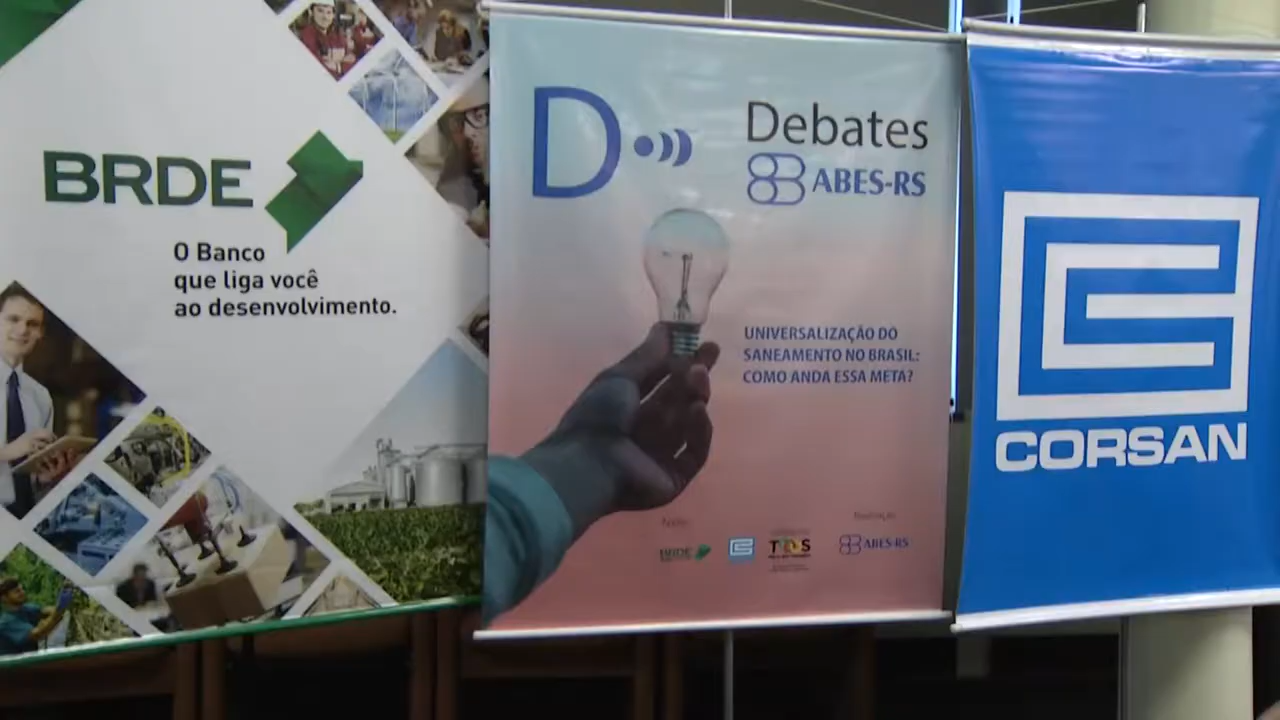 BRDE
O Banco
que liga você
ao desenvolvimento.
D
Debates
ABES-RS
UNIVERSALIZAÇÃO DO
SANEAMENTO NO BRASIL:
COMO ANDA ESSA META?
Realização
BRDE
ABES-RS
CORSAN